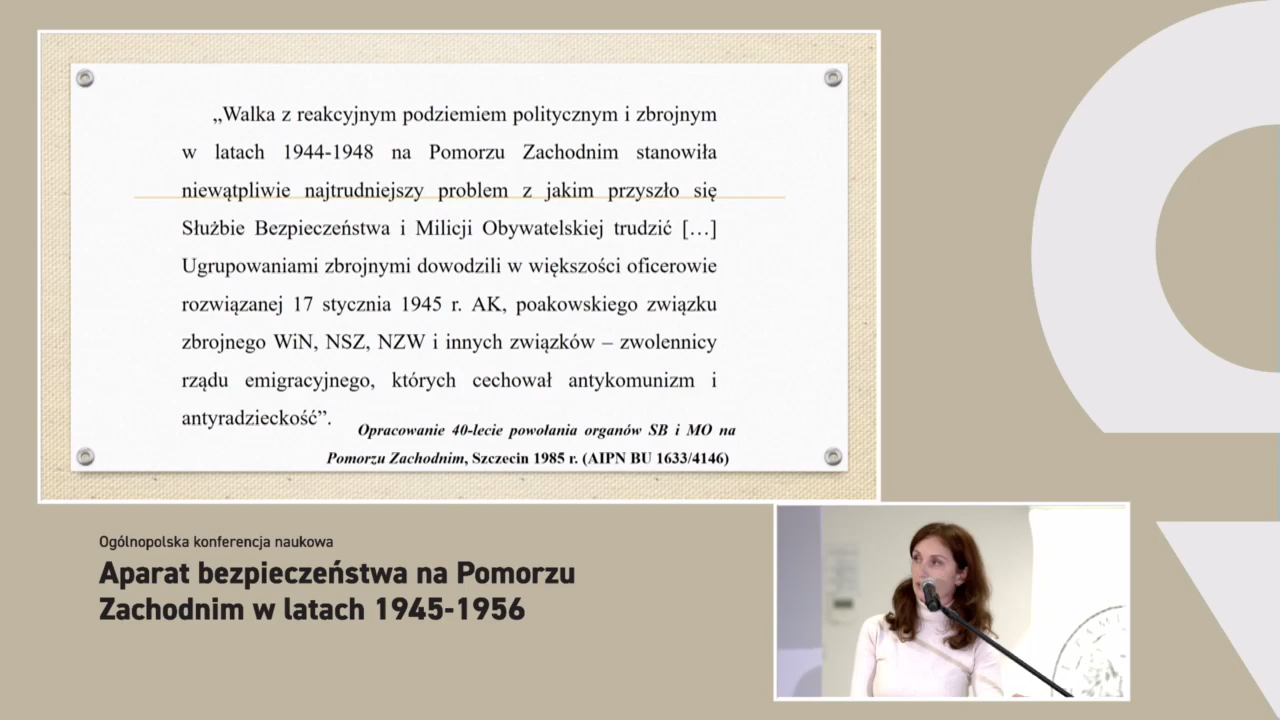 „Walka z reakcyjnym podziemiem politycznym i zbrojnym
w latach 1944-1948 na Pomorzu Zachodnim stanowiła
niewątpliwie najtrudniejszy problem z jakim przyszło się
Służbie Bezpieczeństwa i Milicji Obywatelskiej trudzić […]
Ugrupowaniami zbrojnymi dowodzili w większości oficerowie
rozwiązanej 17 stycznia 1945 r. AK, poakowskiego związku
zbrojnego WiN, NSZ, NZW i innych związków – zwolennicy
rządu emigracyjnego, których cechował antykomunizm i
antyradzieckość”.
Opracowanie 40-lecie powołania organów SB i MO na
Pomorzu Zachodnim, Szczecin 1985 r. (AIPN BU 1633/4146)
Ogólnopolska konferencja naukowa
Aparat bezpieczeństwa na Pomorzu
Zachodnim w latach 1945-1956